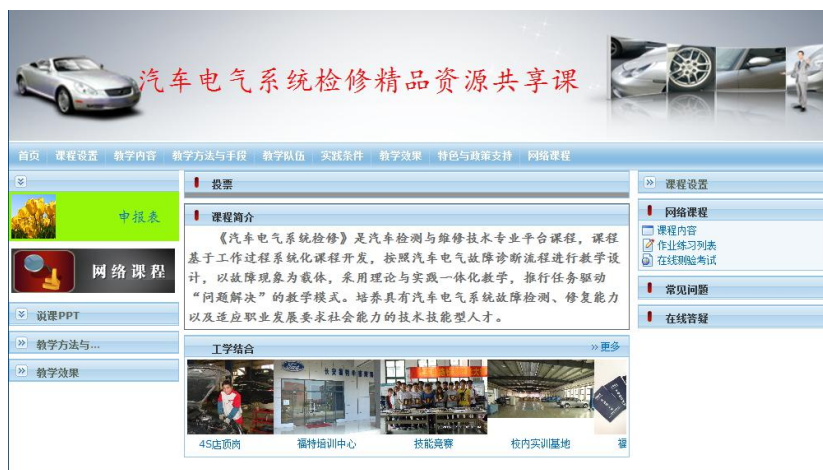 汽车电气系统检修精品资源共享课
首页 课程设置 教学内容 教学方法与手段 教学队伍 实践条件 教学效果 特色与政策支持 网络课程
申报表
网络课程
说课PPT
教学方法与...
教学效果
投票
课程简介
《汽车电气系统检修》是汽车检测与维修技术专业平台课程，课程
基于工作过程系统化课程开发，按照汽车电气故障诊断流程进行教学设
计，以故障现象为载体，采用理论与实践一体化教学，推行任务驱动
“问题解决”的教学模式。培养具有汽车电气系统故障检测、修复能力
以及适应职业发展要求社会能力的技术技能型人才。
工学结合
»更多
Ford
4S店顶岗
福特培训中心
技能竞赛
校内实训基地
课程设置
网络课程
课程内容
作业练习列表
在线测验考试
常见问题
在线答疑